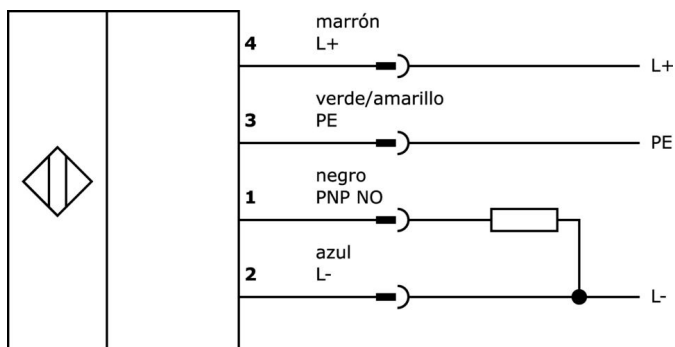 marrón
4 L+ L+
verde/amarillo
3 PE PE
negro
1 PNP NO
azul
2 L- L-